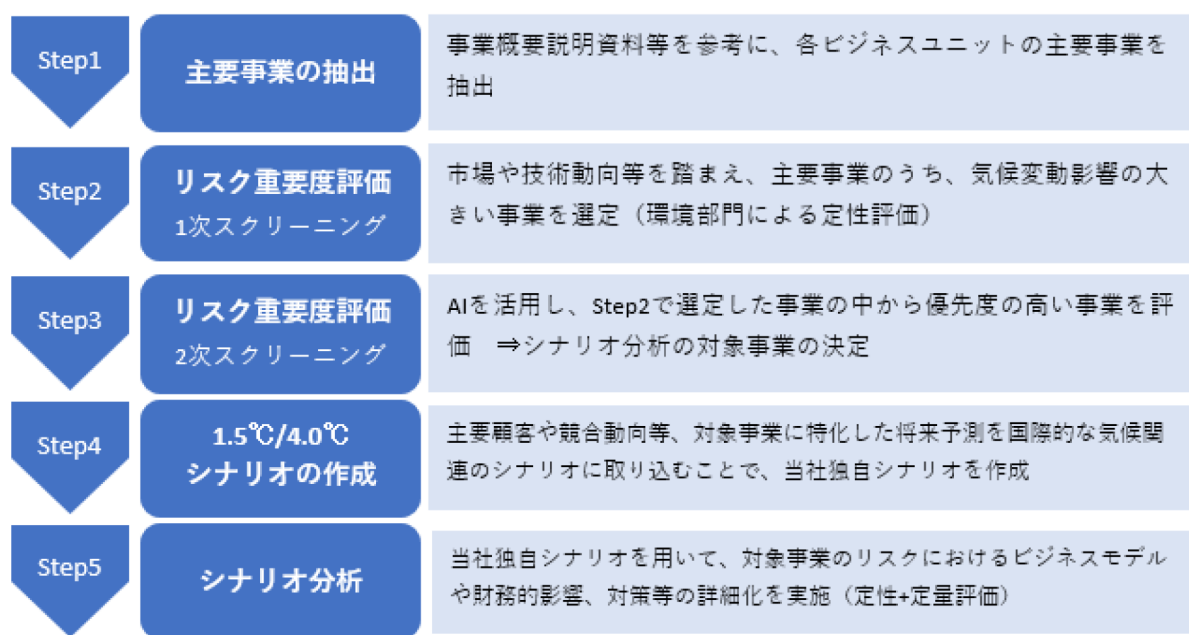 Step1
主要事業の抽出
事業概要説明資料等を参考に、各ビジネスユニットの主要事業を
抽出
Step2
リスク重要度評価
1次スクリーニング
市場や技術動向等を踏まえ、主要事業のうち、気候変動影響の大
きい事業を選定（環境部門による定性評価）
Step3
リスク重要度評価
2次スクリーニング
AIを活用し、Step2で選定した事業の中から優先度の高い事業を評
価　⇒シナリオ分析の対象事業の決定
Step4
1.5℃/4.0℃
シナリオの作成
主要顧客や競合動向等、対象事業に特化した将来予測を国際的な気候関
連のシナリオに取り込むことで、当社独自シナリオを作成
Step5
シナリオ分析
当社独自シナリオを用いて、対象事業のリスクにおけるビジネスモデル
や財務的影響、対策等の詳細化を実施（定性+定量評価）